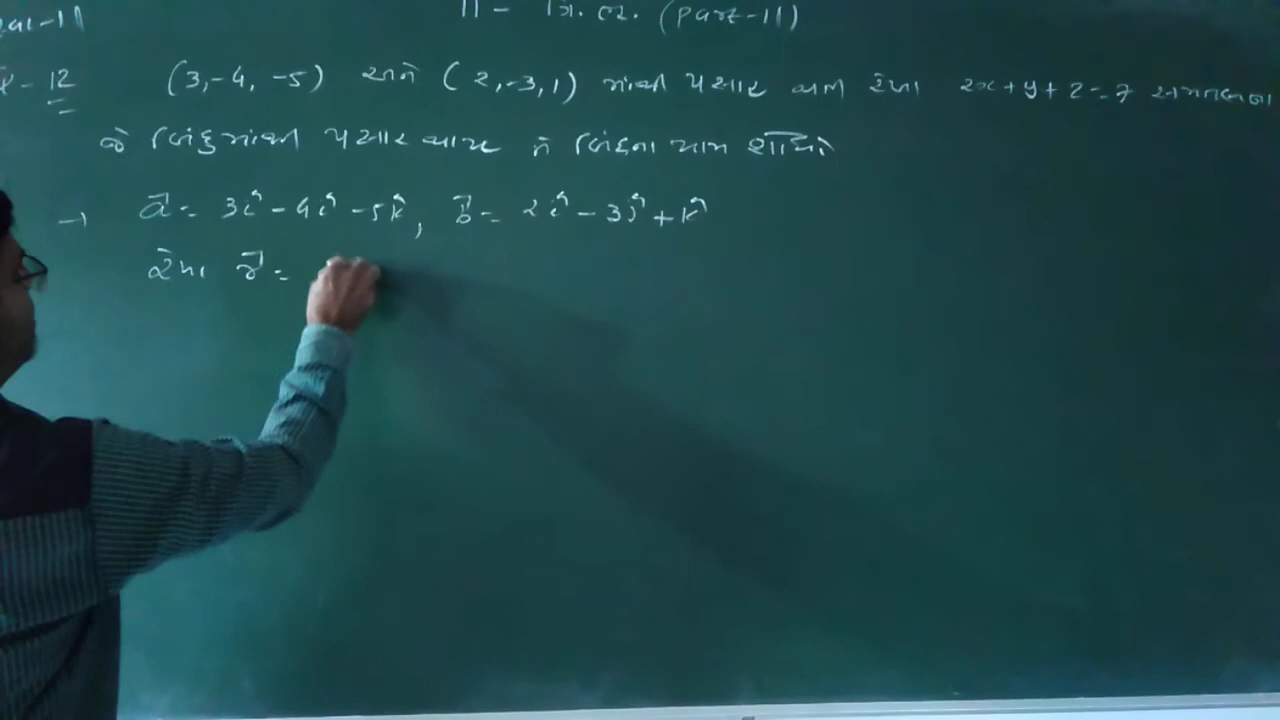 11 - ત્રિ. લ. (Part-11)
12 (3,-4, -5) અને (2,-3,1) માંથી પસાર થતી રેખા 2x+y+z=7 સમતલના
જે બિંદુમાંથી પસાર થાય તે બિંદુના યામ શોધો
→ a⃗ = 3î - 4ĵ - 5k̂, b⃗ = 2î - 3ĵ + k̂
રેખા r⃗ =